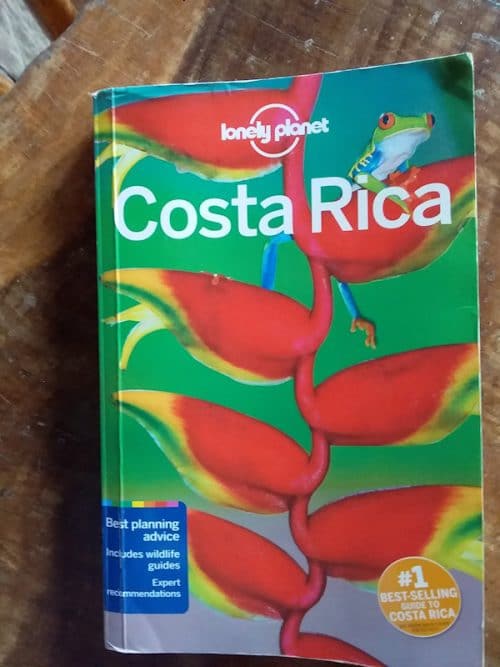 lonely planet
Costa Rica
Best planning
advice
Includes wildlife
guides
Expert
recommendations
#1
BEST-SELLING
GUIDE TO
COSTA RICA